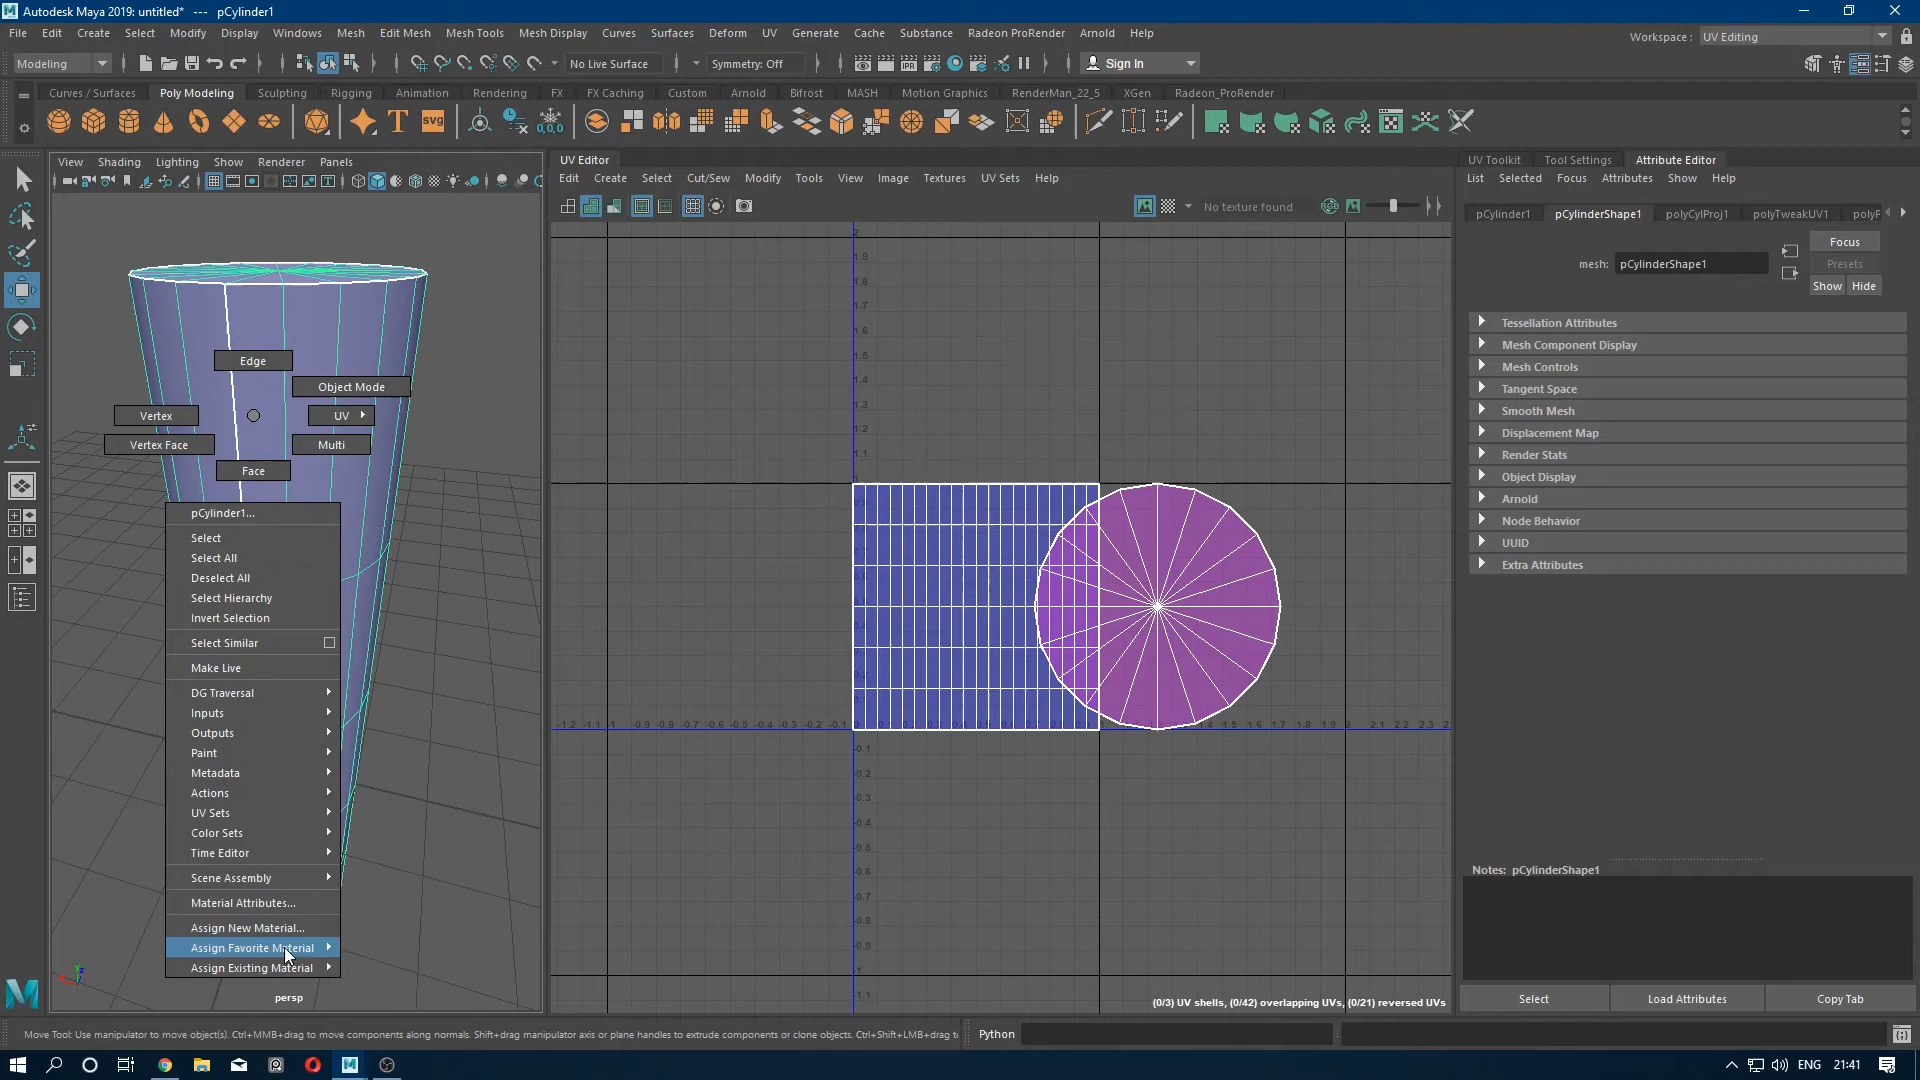 Autodesk Maya 2019: untitled* --- pCylinder1
File Edit Create Select Modify Display Windows Mesh Edit Mesh Mesh Tools Mesh Display Curves Surfaces Deform UV Generate Cache Substance Radeon ProRender Arnold Help
Workspace : UV Editing
Modeling No Live Surface Symmetry: Off Sign In
Curves / Surfaces Poly Modeling Sculpting Rigging Animation Rendering FX FX Caching Custom Arnold Bifrost MASH Motion Graphics RenderMan_22_5 XGen Radeon_ProRender
View Shading Lighting Show Renderer Panels
UV Editor
Edit Create Select Cut/Sew Modify Tools View Image Textures UV Sets Help
No texture found
UV Toolkit Tool Settings Attribute Editor
List Selected Focus Attributes Show Help
pCylinder1 pCylinderShape1 polyCylProj1 polyTweakUV1
Focus
mesh: pCylinderShape1
Presets
Show Hide
Tessellation Attributes
Mesh Component Display
Mesh Controls
Tangent Space
Smooth Mesh
Displacement Map
Render Stats
Object Display
Arnold
Node Behavior
UUID
Extra Attributes
Edge
Object Mode
Vertex
UV
Vertex Face
Multi
Face
pCylinder1...
Select
Select All
Deselect All
Select Hierarchy
Invert Selection
Select Similar
Make Live
DG Traversal
Inputs
Outputs
Paint
Metadata
Actions
UV Sets
Color Sets
Time Editor
Scene Assembly
Material Attributes...
Assign New Material...
Assign Favorite Material
Assign Existing Material
persp
(0/3) UV shells, (0/42) overlapping UVs, (0/21) reversed UVs
Notes: pCylinderShape1
Select Load Attributes Copy Tab
Move Tool: Use manipulator to move object(s). Ctrl+MMB+drag to move components along normals. Shift+drag manipulator axis or plane handles to extrude components or clone objects. Ctrl+Shift+LMB+drag
Python
ENG 21:41